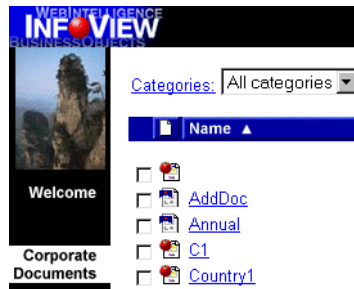 WEBINTELLIGENCE
INFOVIEW
BUSINESSOBJECTS
Categories: All categories
Name ▲
AddDoc
Welcome
Annual
C1
Corporate
Documents
Country1